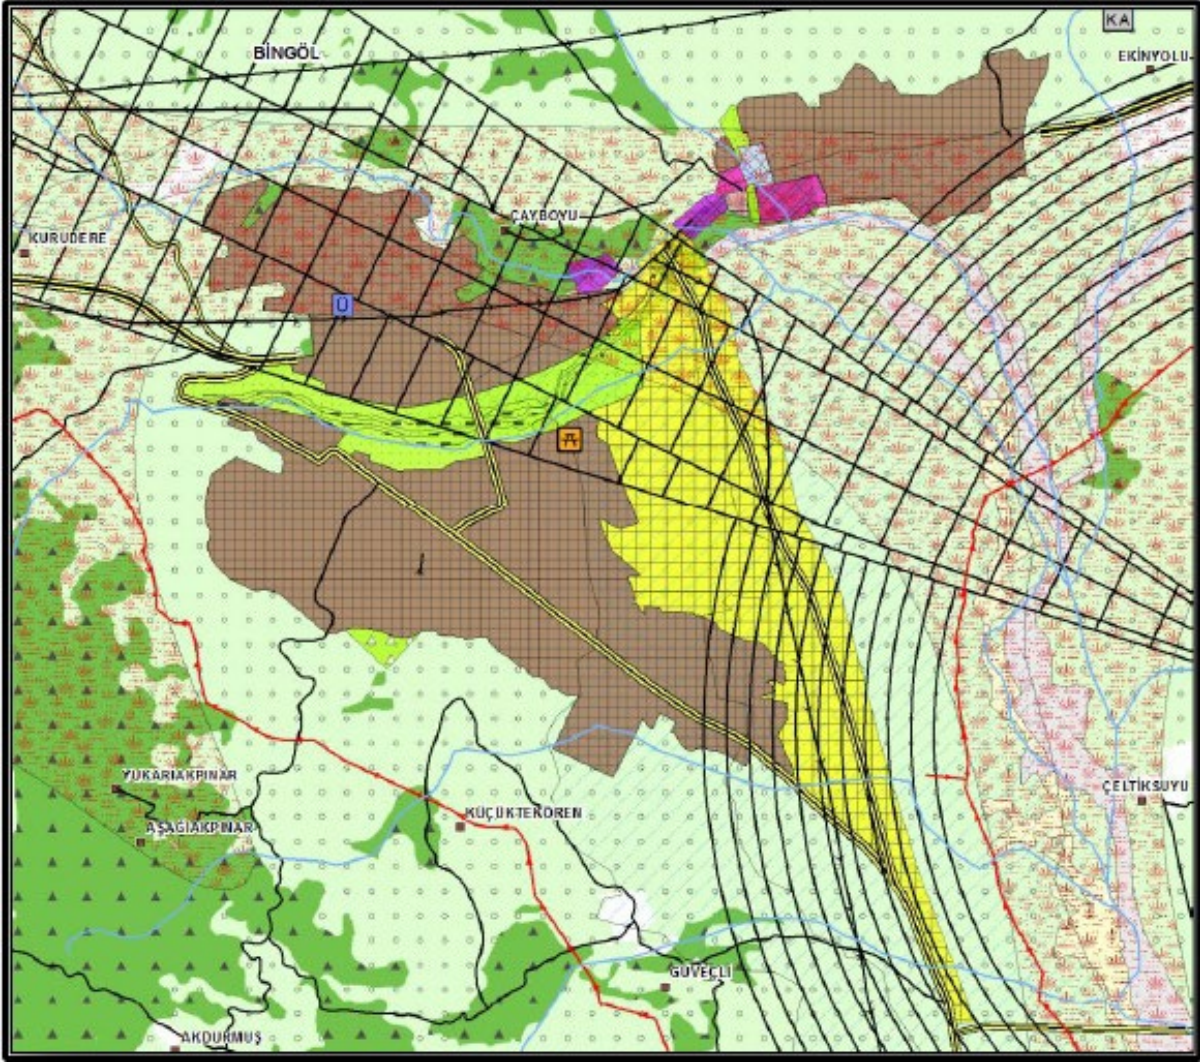 KA
BİNGÖL
EKİNYOLU
ÇAYBOYU
KURUDERE
Ü
YUKARIAKPINAR
ÇELTİKSUYU
KÜÇÜKTEKÖREN
AŞAĞIAKPINAR
GÜVEÇLİ
AKDURMUŞ